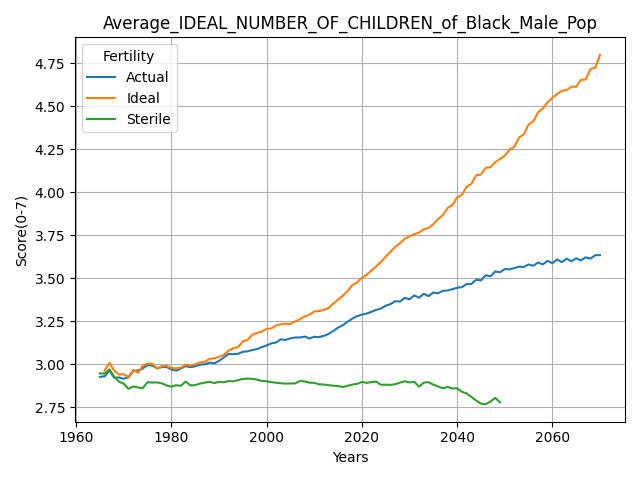 Average_IDEAL_NUMBER_OF_CHILDREN_of_Black_Male_Pop
Fertility
Actual
Ideal
Sterile
Score(0-7)
4.75
4.50
4.25
4.00
3.75
3.50
3.25
3.00
2.75
1960 1980 2000 2020 2040 2060
Years